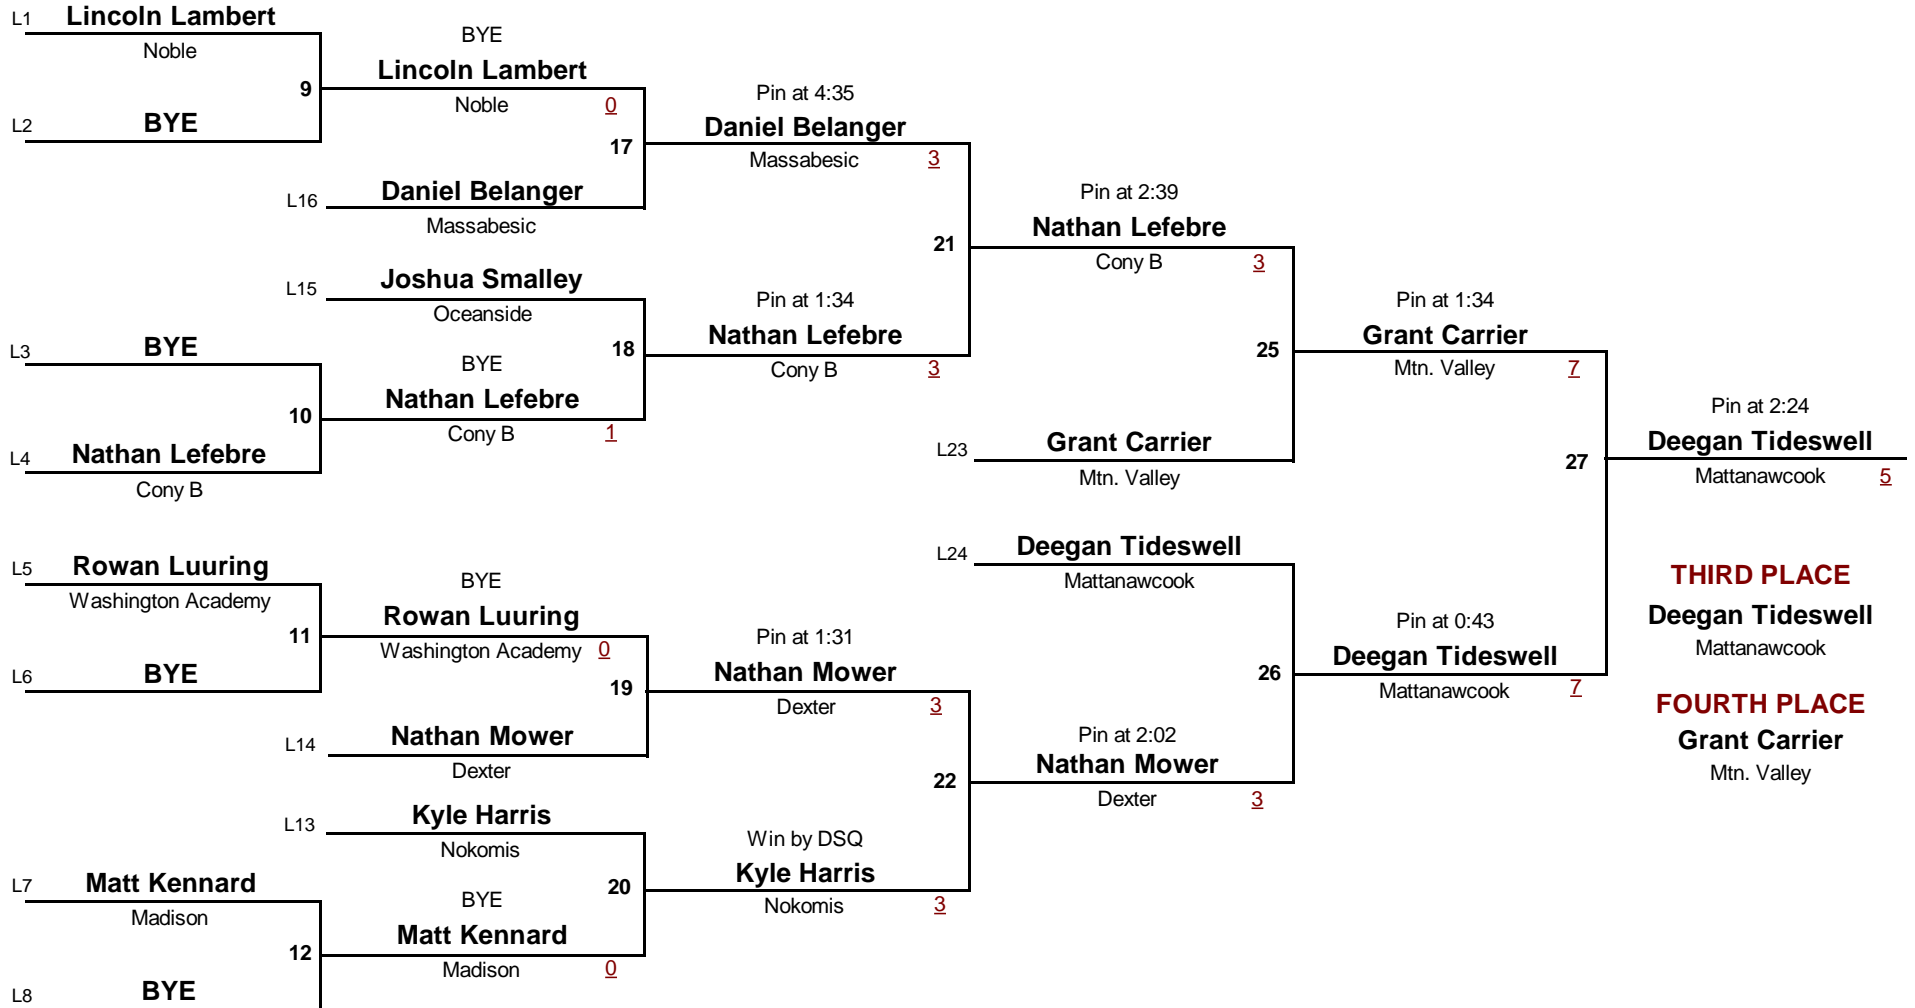 L1 Lincoln Lambert
Noble
9
L2 BYE
BYE
Lincoln Lambert
Noble 0
17
L16 Daniel Belanger
Massabesic
Pin at 4:35
Daniel Belanger
Massabesic 3
L15 Joshua Smalley
Oceanside
18
L3 BYE
10
L4 Nathan Lefebre
Cony B
BYE
Nathan Lefebre
Cony B 1
Pin at 1:34
Nathan Lefebre
Cony B 3
21
Pin at 2:39
Nathan Lefebre
Cony B 3
25
L23 Grant Carrier
Mtn. Valley
Pin at 1:34
Grant Carrier
Mtn. Valley 7
27
Pin at 2:24
Deegan Tideswell
Mattanawcook 5
L5 Rowan Luuring
Washington Academy
11
L6 BYE
BYE
Rowan Luuring
Washington Academy 0
19
L14 Nathan Mower
Dexter
Pin at 1:31
Nathan Mower
Dexter 3
L13 Kyle Harris
Nokomis
20
L7 Matt Kennard
Madison
12
L8 BYE
BYE
Matt Kennard
Madison 0
Win by DSQ
Kyle Harris
Nokomis 3
22
Pin at 2:02
Nathan Mower
Dexter 3
L24 Deegan Tideswell
Mattanawcook
26
Pin at 0:43
Deegan Tideswell
Mattanawcook 7
THIRD PLACE
Deegan Tideswell
Mattanawcook
FOURTH PLACE
Grant Carrier
Mtn. Valley